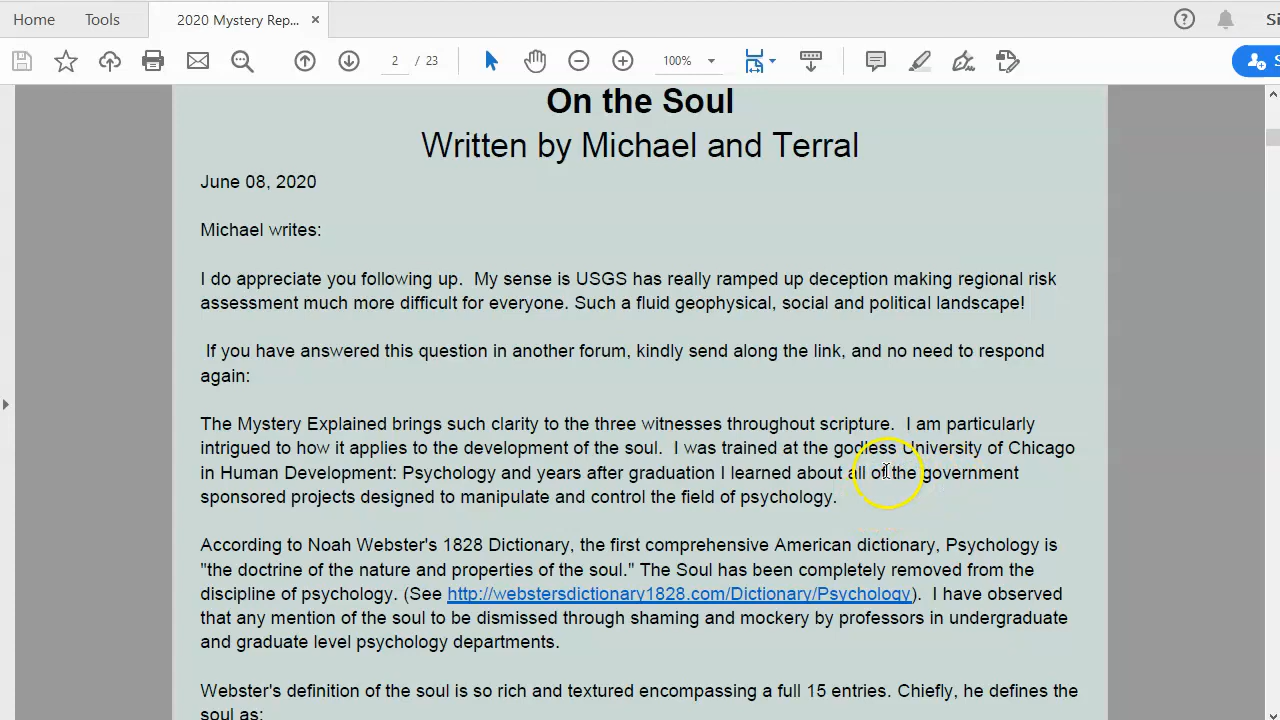 Home Tools 2020 Mystery Rep... × Si
2 / 23 100% S
On the Soul
Written by Michael and Terral
June 08, 2020
Michael writes:
I do appreciate you following up.  My sense is USGS has really ramped up deception making regional risk
assessment much more difficult for everyone. Such a fluid geophysical, social and political landscape!
If you have answered this question in another forum, kindly send along the link, and no need to respond
again:
The Mystery Explained brings such clarity to the three witnesses throughout scripture.  I am particularly
intrigued to how it applies to the development of the soul.  I was trained at the godless University of Chicago
in Human Development: Psychology and years after graduation I learned about all of the government
sponsored projects designed to manipulate and control the field of psychology.
According to Noah Webster's 1828 Dictionary, the first comprehensive American dictionary, Psychology is
"the doctrine of the nature and properties of the soul." The Soul has been completely removed from the
discipline of psychology. (See http://webstersdictionary1828.com/Dictionary/Psychology).  I have observed
that any mention of the soul to be dismissed through shaming and mockery by professors in undergraduate
and graduate level psychology departments.
Webster's definition of the soul is so rich and textured encompassing a full 15 entries. Chiefly, he defines the
soul as: